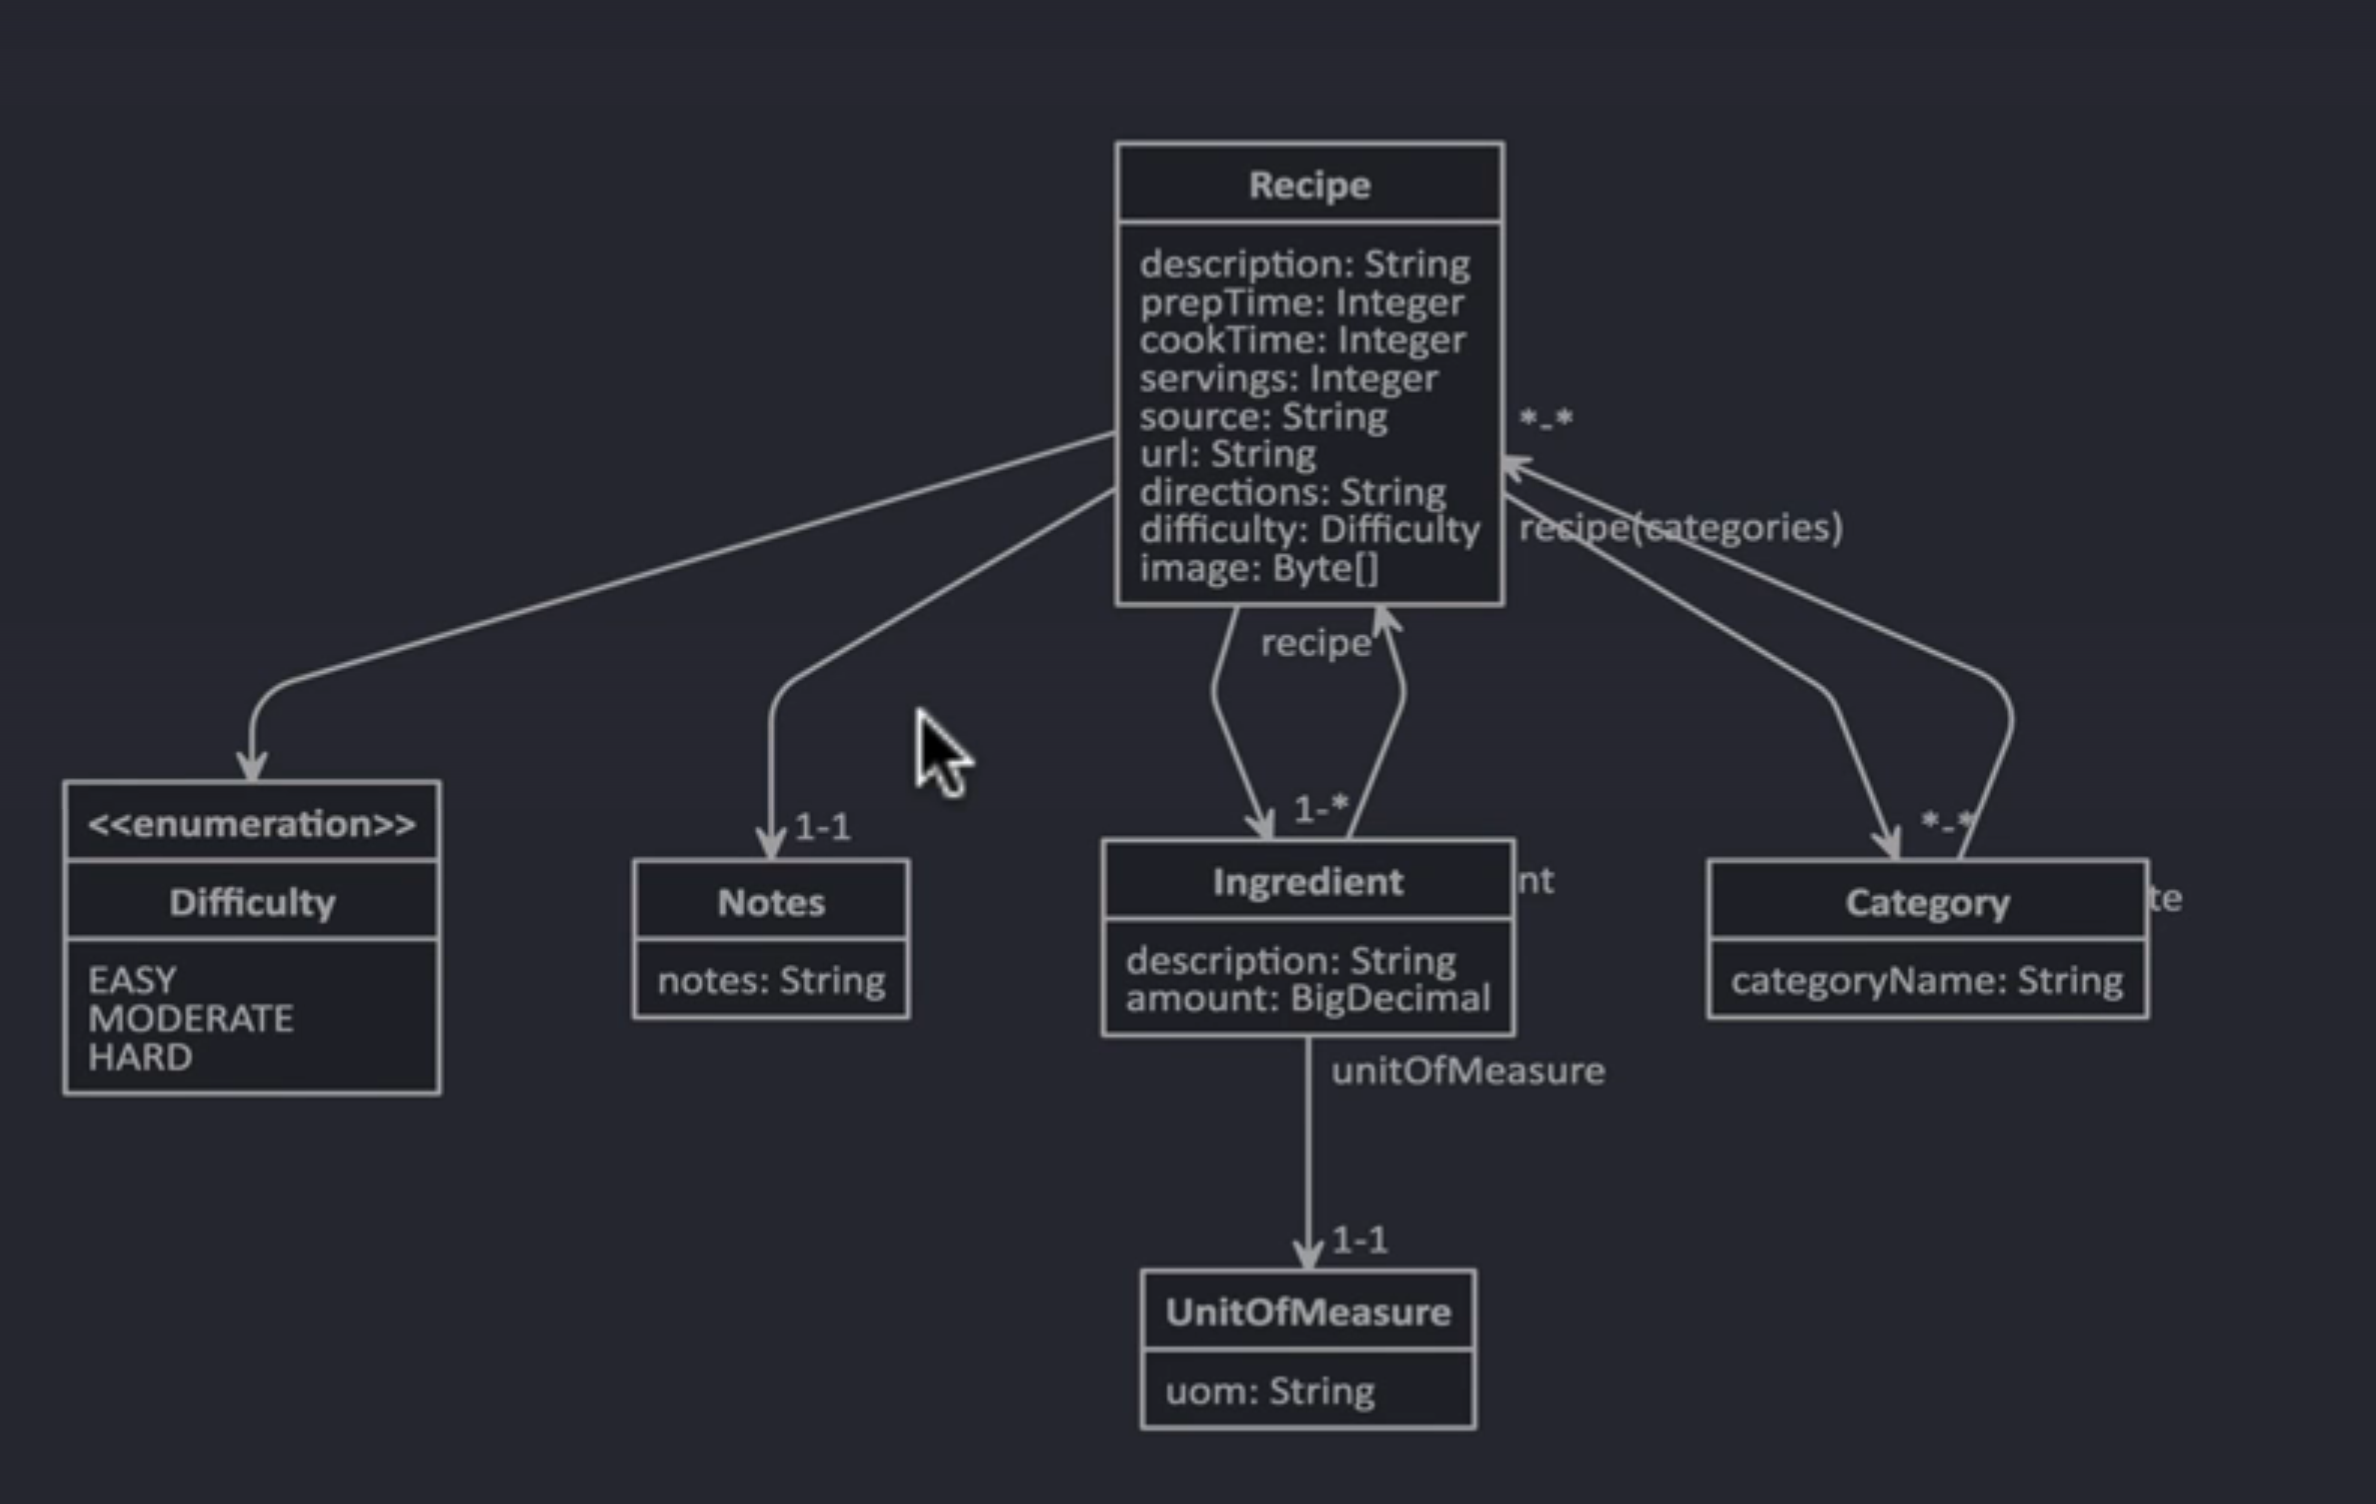 Recipe
description: String
prepTime: Integer
cookTime: Integer
servings: Integer
source: String
url: String
directions: String
difficulty: Difficulty
image: Byte[]
*-*
recipe(categories)
recipe
<<enumeration>>
Difficulty
EASY
MODERATE
HARD
1-1
Notes
notes: String
1-*
Ingredient
nt
description: String
amount: BigDecimal
*-*
Category
te
categoryName: String
unitOfMeasure
1-1
UnitOfMeasure
uom: String